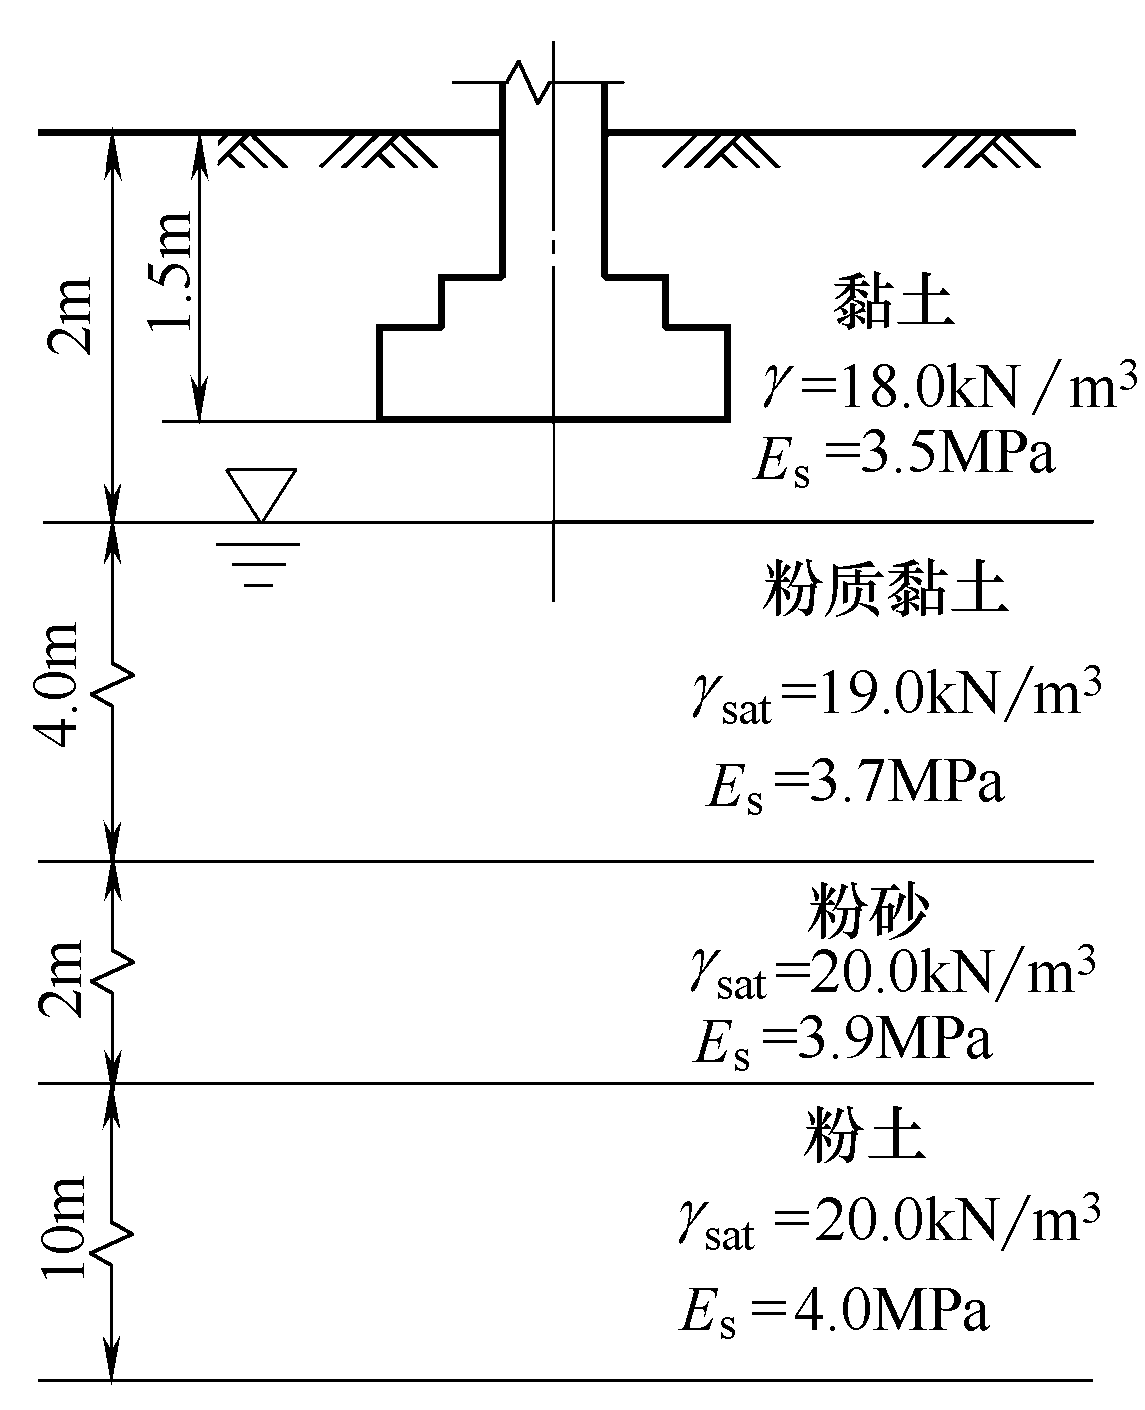 2m
1.5m
黏土
γ=18.0kN/m³
Eₛ=3.5MPa
4.0m
粉质黏土
γsat=19.0kN/m³
Eₛ=3.7MPa
2m
粉砂
γsat=20.0kN/m³
Eₛ=3.9MPa
10m
粉土
γsat=20.0kN/m³
Eₛ=4.0MPa